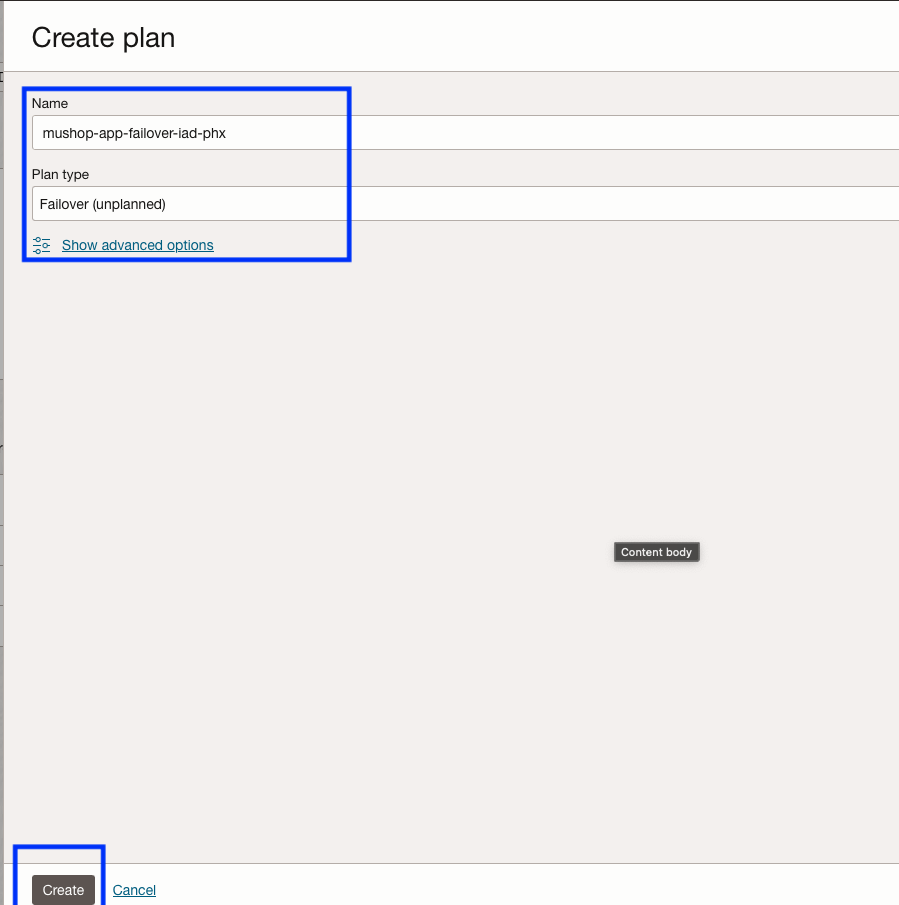 Create plan
Name
mushop-app-failover-iad-phx
Plan type
Failover (unplanned)
Show advanced options
Content body
Create
Cancel